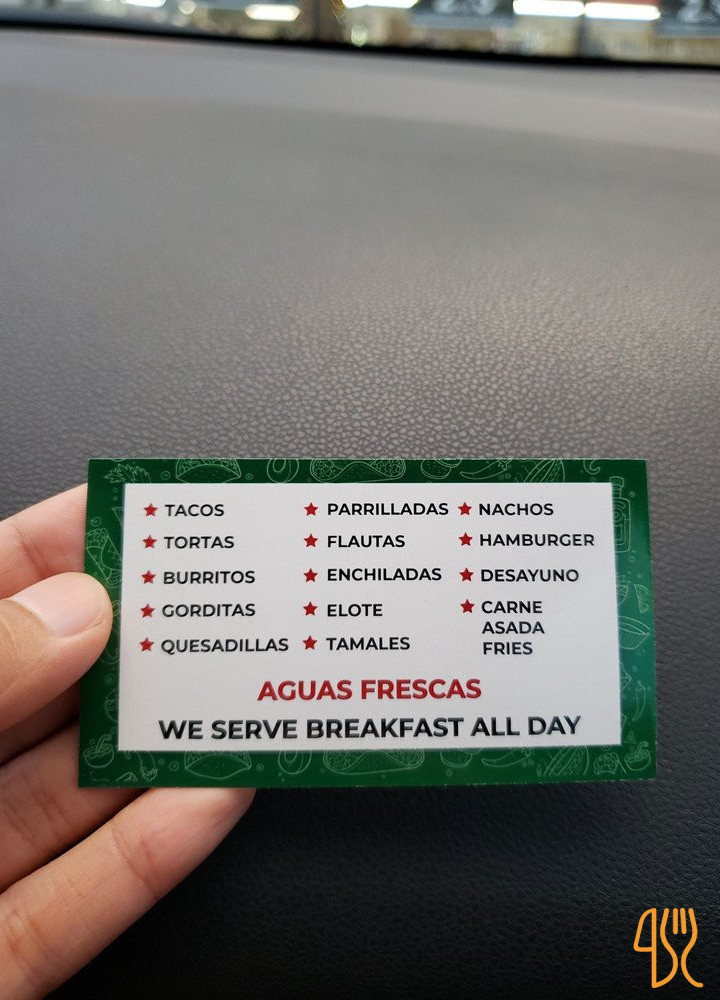 ★ TACOS
★ TORTAS
★ BURRITOS
★ GORDITAS
★ QUESADILLAS
★ PARRILLADAS
★ FLAUTAS
★ ENCHILADAS
★ ELOTE
★ TAMALES
★ NACHOS
★ HAMBURGER
★ DESAYUNO
★ CARNE
ASADA
FRIES
AGUAS FRESCAS
WE SERVE BREAKFAST ALL DAY